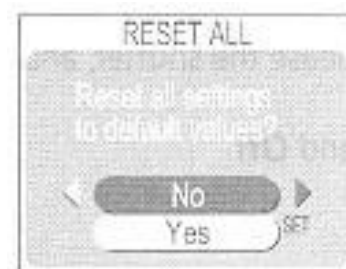 RESET ALL
Reset all settings
to default values?
No
Yes
SET